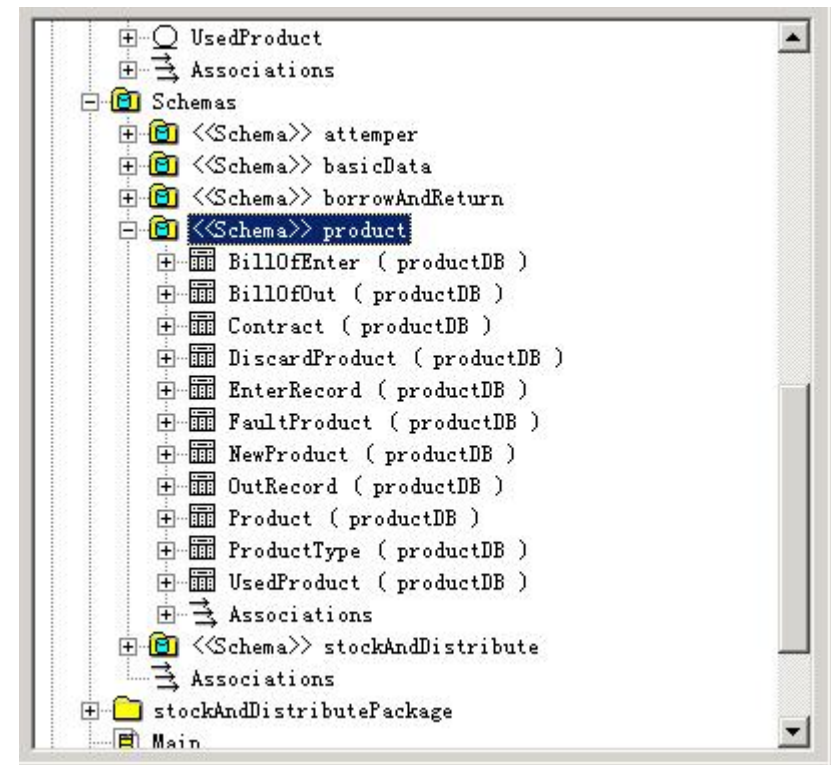 UsedProduct
Associations
Schemas
<<Schema>> attemper
<<Schema>> basicData
<<Schema>> borrowAndReturn
<<Schema>> product
BillOfEnter ( productDB )
BillOfOut ( productDB )
Contract ( productDB )
DiscardProduct ( productDB )
EnterRecord ( productDB )
FaultProduct ( productDB )
NewProduct ( productDB )
OutRecord ( productDB )
Product ( productDB )
ProductType ( productDB )
UsedProduct ( productDB )
Associations
<<Schema>> stockAndDistribute
Associations
stockAndDistributePackage
Main